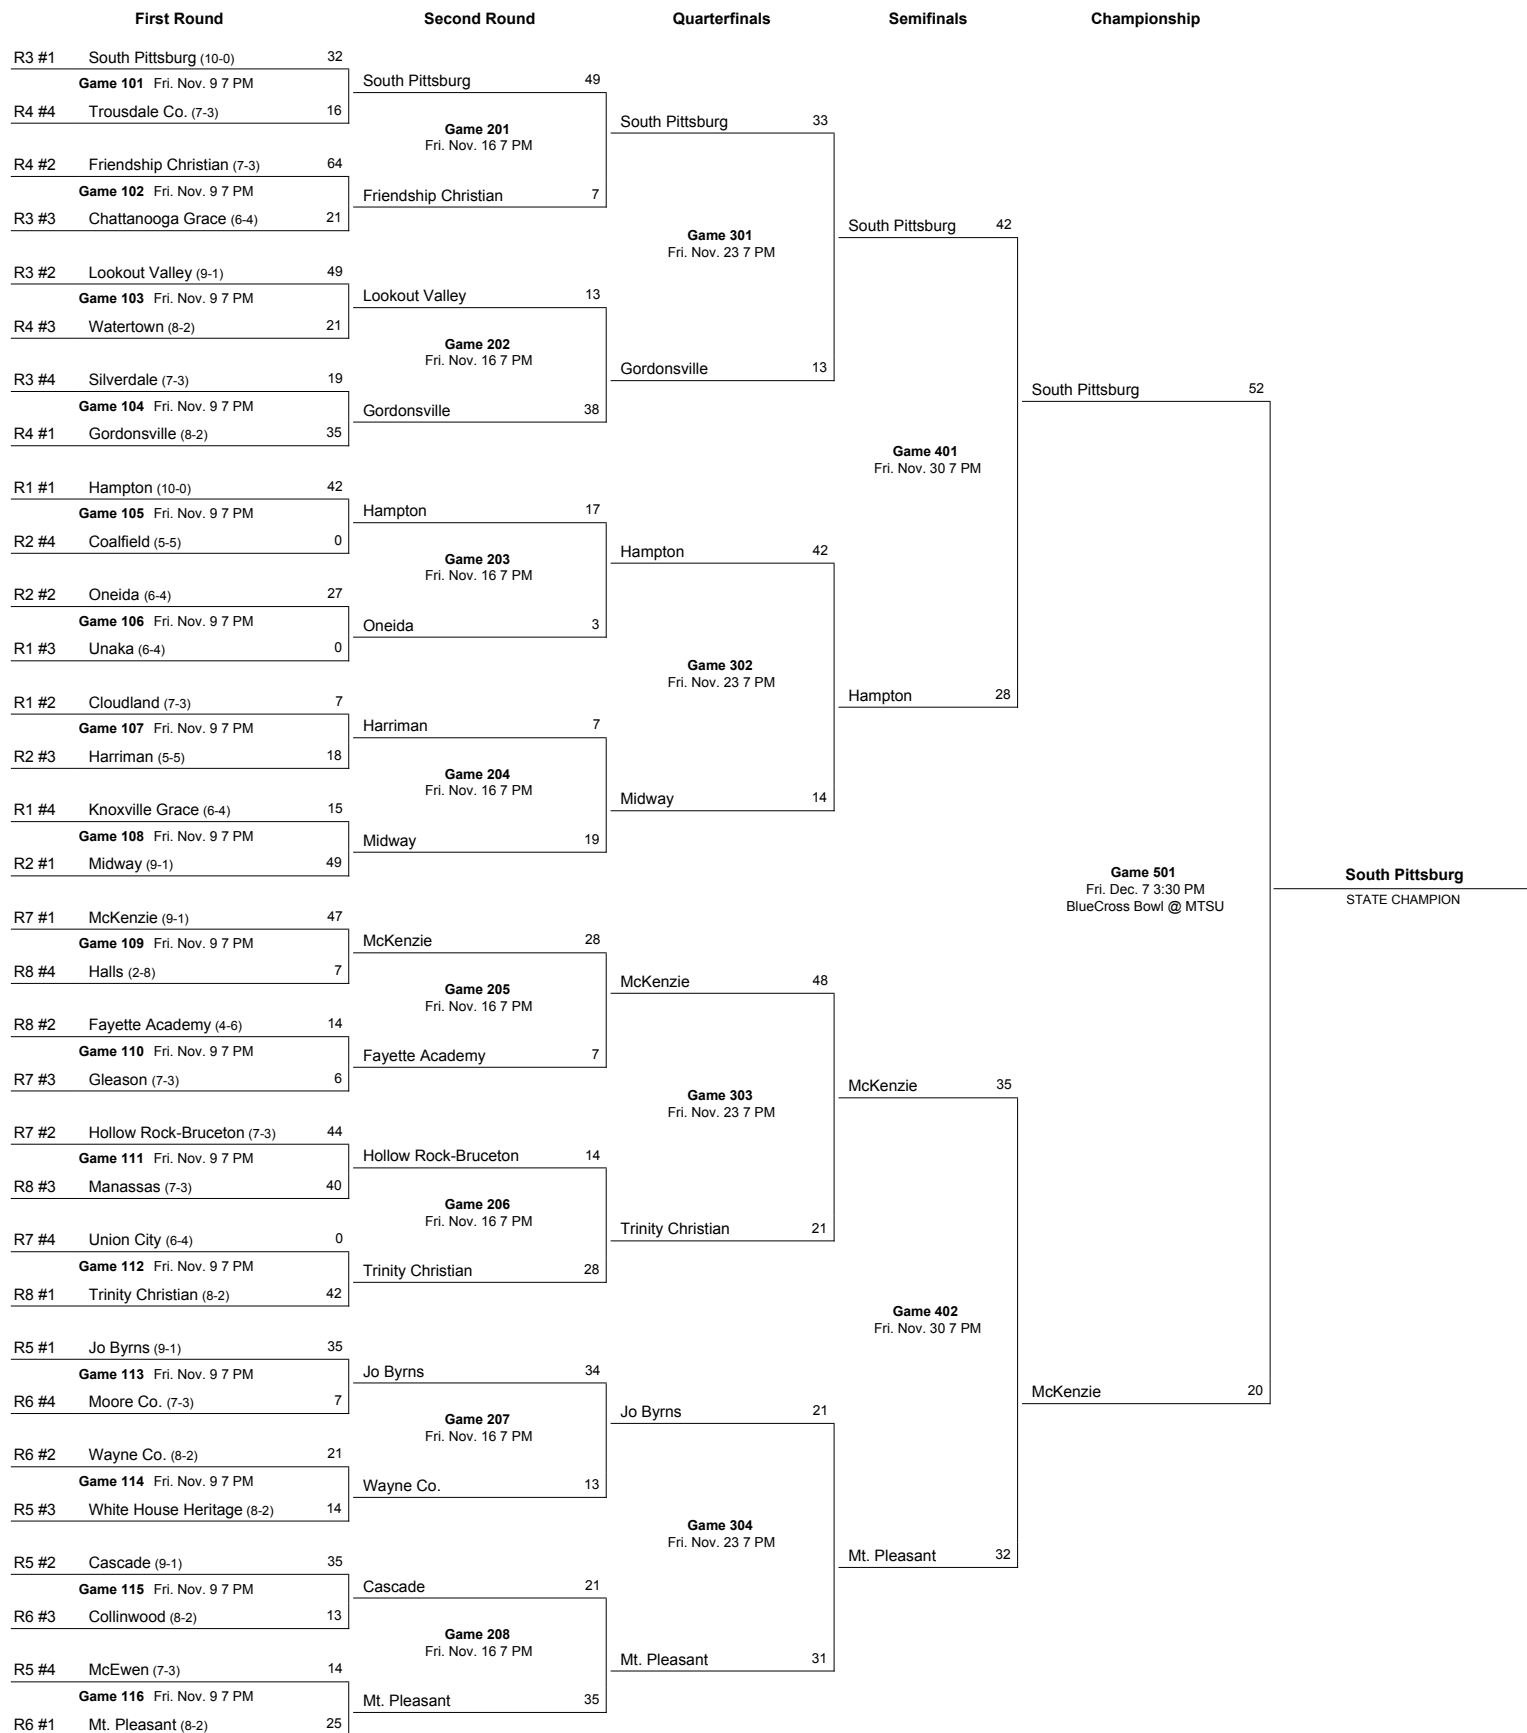 First Round
Second Round
Quarterfinals
Semifinals
Championship
R3 #1 South Pittsburg (10-0) 32
Game 101 Fri. Nov. 9 7 PM
R4 #4 Trousdale Co. (7-3) 16
R4 #2 Friendship Christian (7-3) 64
Game 102 Fri. Nov. 9 7 PM
R3 #3 Chattanooga Grace (6-4) 21
R3 #2 Lookout Valley (9-1) 49
Game 103 Fri. Nov. 9 7 PM
R4 #3 Watertown (8-2) 21
R3 #4 Silverdale (7-3) 19
Game 104 Fri. Nov. 9 7 PM
R4 #1 Gordonsville (8-2) 35
R1 #1 Hampton (10-0) 42
Game 105 Fri. Nov. 9 7 PM
R2 #4 Coalfield (5-5) 0
R2 #2 Oneida (6-4) 27
Game 106 Fri. Nov. 9 7 PM
R1 #3 Unaka (6-4) 0
R1 #2 Cloudland (7-3) 7
Game 107 Fri. Nov. 9 7 PM
R2 #3 Harriman (5-5) 18
R1 #4 Knoxville Grace (6-4) 15
Game 108 Fri. Nov. 9 7 PM
R2 #1 Midway (9-1) 49
R7 #1 McKenzie (9-1) 47
Game 109 Fri. Nov. 9 7 PM
R8 #4 Halls (2-8) 7
R8 #2 Fayette Academy (4-6) 14
Game 110 Fri. Nov. 9 7 PM
R7 #3 Gleason (7-3) 6
R7 #2 Hollow Rock-Bruceton (7-3) 44
Game 111 Fri. Nov. 9 7 PM
R8 #3 Manassas (7-3) 40
R7 #4 Union City (6-4) 0
Game 112 Fri. Nov. 9 7 PM
R8 #1 Trinity Christian (8-2) 42
R5 #1 Jo Byrns (9-1) 35
Game 113 Fri. Nov. 9 7 PM
R6 #4 Moore Co. (7-3) 7
R6 #2 Wayne Co. (8-2) 21
Game 114 Fri. Nov. 9 7 PM
R5 #3 White House Heritage (8-2) 14
R5 #2 Cascade (9-1) 35
Game 115 Fri. Nov. 9 7 PM
R6 #3 Collinwood (8-2) 13
R5 #4 McEwen (7-3) 14
Game 116 Fri. Nov. 9 7 PM
R6 #1 Mt. Pleasant (8-2) 25
South Pittsburg 49
Game 201
Fri. Nov. 16 7 PM
Friendship Christian 7
Lookout Valley 13
Game 202
Fri. Nov. 16 7 PM
Gordonsville 38
Hampton 17
Game 203
Fri. Nov. 16 7 PM
Oneida 3
Harriman 7
Game 204
Fri. Nov. 16 7 PM
Midway 19
McKenzie 28
Game 205
Fri. Nov. 16 7 PM
Fayette Academy 7
Hollow Rock-Bruceton 14
Game 206
Fri. Nov. 16 7 PM
Trinity Christian 28
Jo Byrns 34
Game 207
Fri. Nov. 16 7 PM
Wayne Co. 13
Cascade 21
Game 208
Fri. Nov. 16 7 PM
Mt. Pleasant 35
South Pittsburg 33
Game 301
Fri. Nov. 23 7 PM
Gordonsville 13
Hampton 42
Game 302
Fri. Nov. 23 7 PM
Midway 14
McKenzie 48
Game 303
Fri. Nov. 23 7 PM
Trinity Christian 21
Jo Byrns 21
Game 304
Fri. Nov. 23 7 PM
Mt. Pleasant 31
South Pittsburg 42
Game 401
Fri. Nov. 30 7 PM
Hampton 28
McKenzie 35
Game 402
Fri. Nov. 30 7 PM
Mt. Pleasant 32
South Pittsburg 52
Game 501
Fri. Dec. 7 3:30 PM
BlueCross Bowl @ MTSU
McKenzie 20
South Pittsburg
STATE CHAMPION